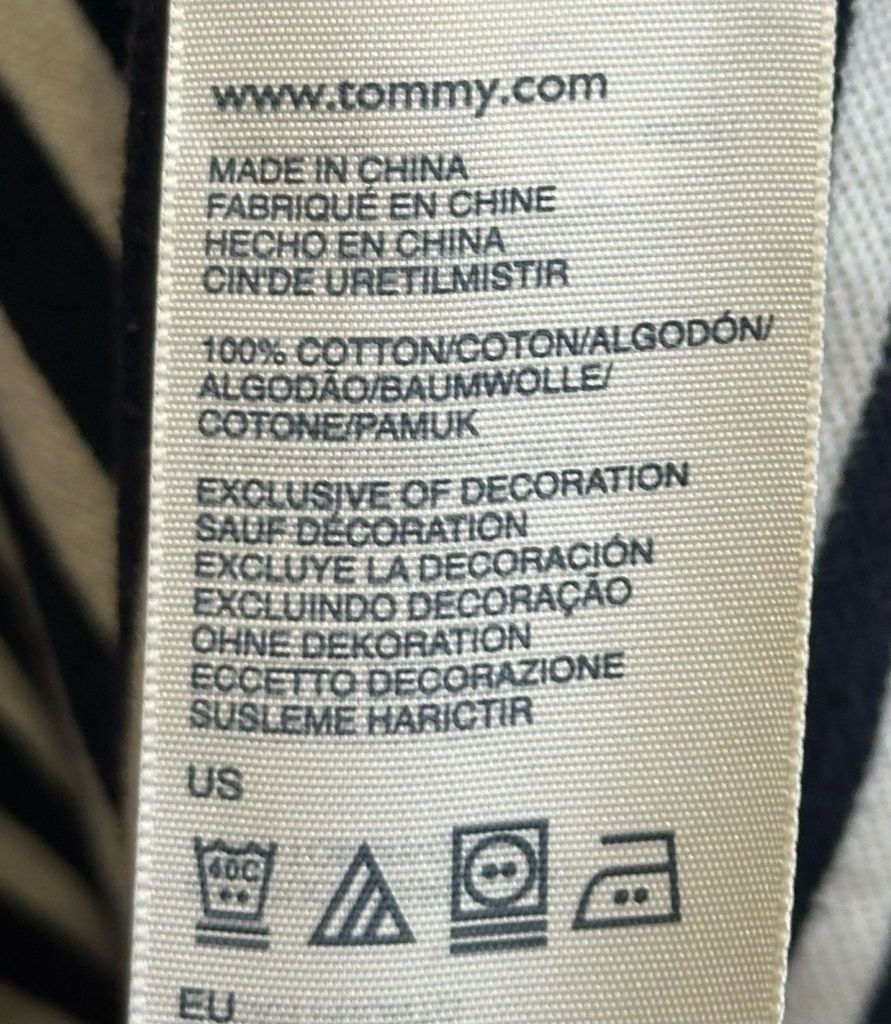 www.tommy.com
MADE IN CHINA
FABRIQUÉ EN CHINE
HECHO EN CHINA
CIN'DE URETILMISTIR
100% COTTON/COTON/ALGODÓN/
ALGODÃO/BAUMWOLLE/
COTONE/PAMUK
EXCLUSIVE OF DECORATION
SAUF DÉCORATION
EXCLUYE LA DECORACIÓN
EXCLUINDO DECORAÇÃO
OHNE DEKORATION
ECCETTO DECORAZIONE
SUSLEME HARICTIR
US
40C
EU